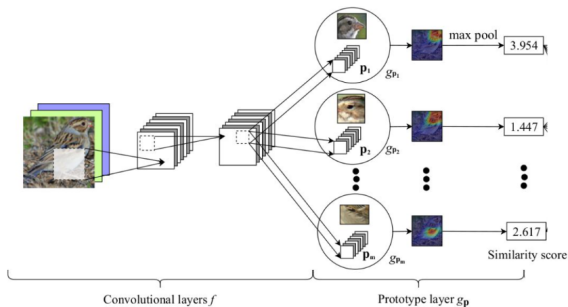 max pool
3.954
p₁
g_p₁
1.447
p₂
g_p₂
2.617
pₘ
g_pₘ
Similarity score
Convolutional layers f
Prototype layer g_p